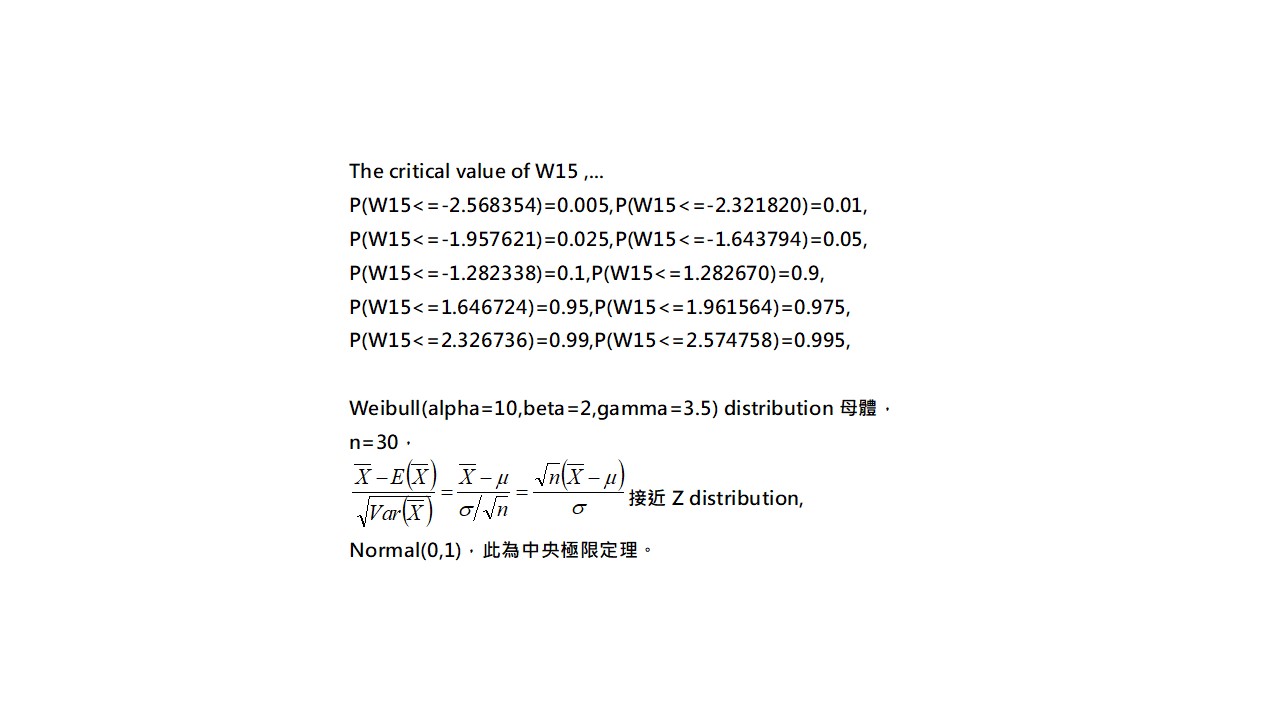 The critical value of W15 ,...
P(W15<=-2.568354)=0.005,P(W15<=-2.321820)=0.01,
P(W15<=-1.957621)=0.025,P(W15<=-1.643794)=0.05,
P(W15<=-1.282338)=0.1,P(W15<=1.282670)=0.9,
P(W15<=1.646724)=0.95,P(W15<=1.961564)=0.975,
P(W15<=2.326736)=0.99,P(W15<=2.574758)=0.995,
Weibull(alpha=10,beta=2,gamma=3.5) distribution 母體，
n=30，
\frac{\overline{X}-E(\overline{X})}{\sqrt{Var(\overline{X})}}=\frac{\overline{X}-\mu}{\sigma/\sqrt{n}}=\frac{\sqrt{n}(\overline{X}-\mu)}{\sigma} 接近 Z distribution,
Normal(0,1)，此為中央極限定理。